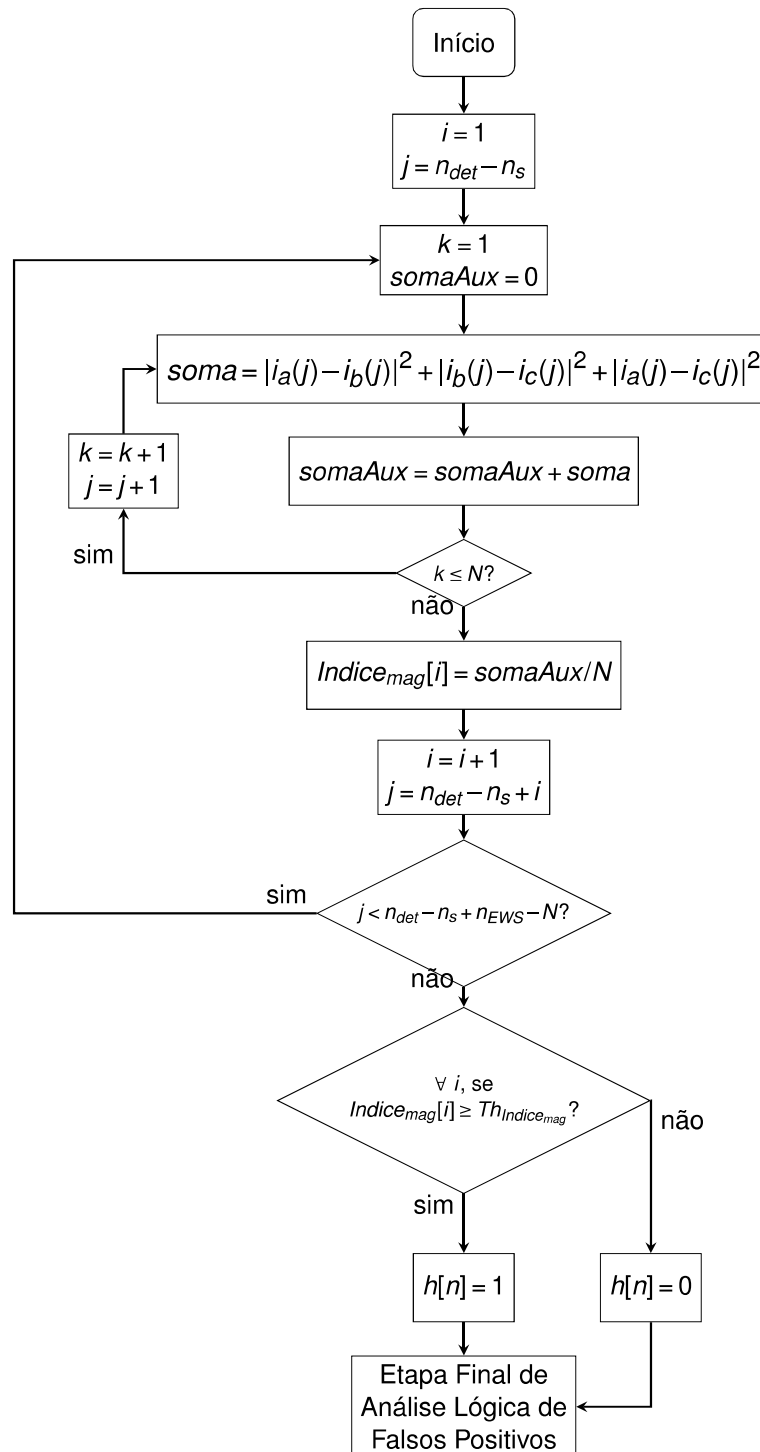 Início
i = 1
j = n_det − n_s
k = 1
somaAux = 0
soma = |i_a(j) − i_b(j)|² + |i_b(j) − i_c(j)|² + |i_a(j) − i_c(j)|²
k = k + 1
j = j + 1
somaAux = somaAux + soma
sim
k ≤ N?
não
Indice_mag[i] = somaAux/N
i = i + 1
j = n_det − n_s + i
sim
j < n_det − n_s + n_EWS − N?
não
∀ i, se
Indice_mag[i] ≥ Th_Indice_mag?
não
sim
h[n] = 1
h[n] = 0
Etapa Final de
Análise Lógica de
Falsos Positivos